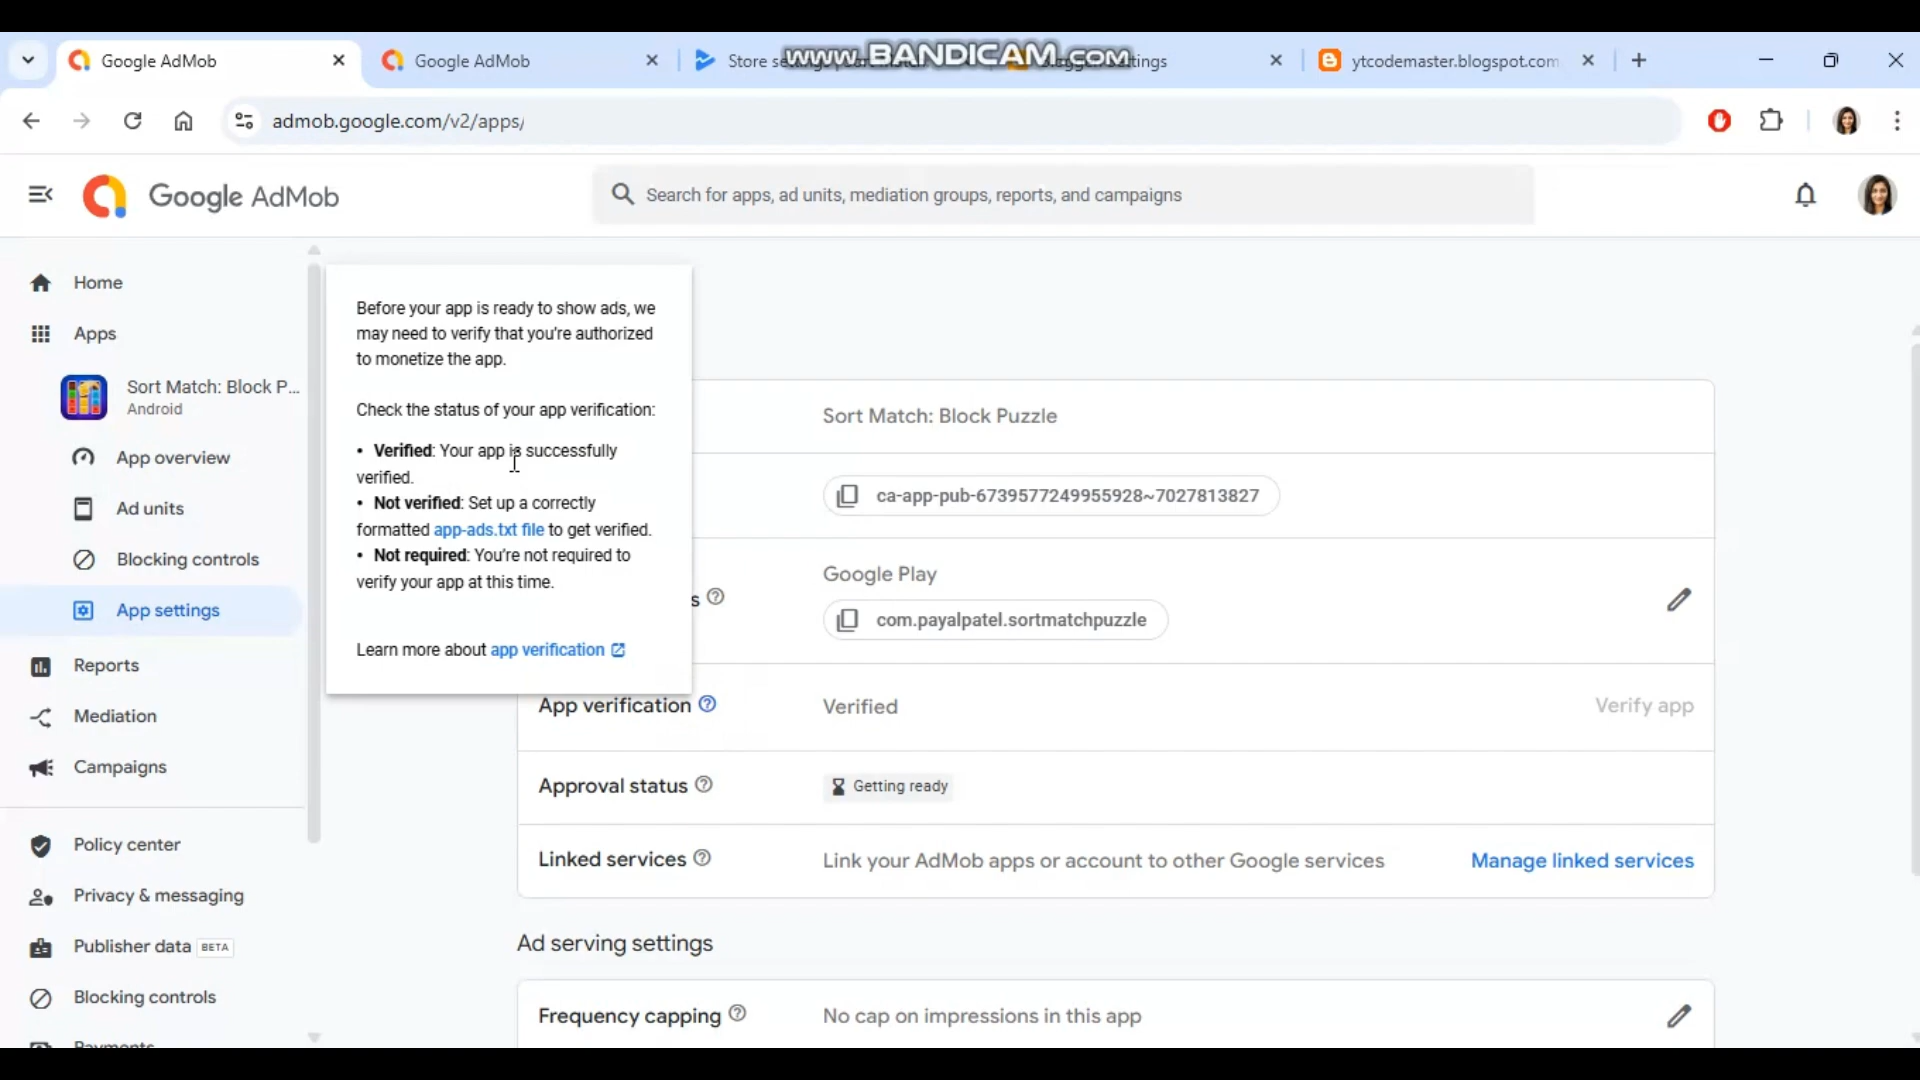 Google AdMob
Google AdMob
Store se
www.BANDICAM.com
ytcodemaster.blogspot.com
admob.google.com/v2/apps/
Google AdMob
Search for apps, ad units, mediation groups, reports, and campaigns
Home
Apps
Sort Match: Block P...
Android
App overview
Ad units
Blocking controls
App settings
Reports
Mediation
Campaigns
Policy center
Privacy & messaging
Publisher data BETA
Blocking controls
Payments
Before your app is ready to show ads, we
may need to verify that you're authorized
to monetize the app.
Check the status of your app verification:
• Verified: Your app is successfully
verified.
• Not verified: Set up a correctly
formatted app-ads.txt file to get verified.
• Not required: You're not required to
verify your app at this time.
Learn more about app verification
Sort Match: Block Puzzle
ca-app-pub-6739577249955928~7027813827
s
Google Play
com.payalpatel.sortmatchpuzzle
App verification
Verified
Verify app
Approval status
Getting ready
Linked services
Link your AdMob apps or account to other Google services
Manage linked services
Ad serving settings
Frequency capping
No cap on impressions in this app